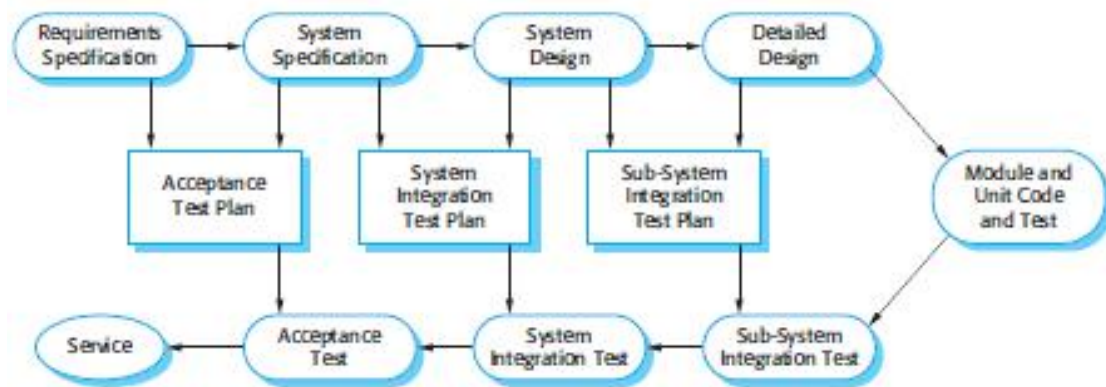 Requirements
Specification
System
Specification
System
Design
Detailed
Design
Acceptance
Test Plan
System
Integration
Test Plan
Sub-System
Integration
Test Plan
Module and
Unit Code
and Test
Service
Acceptance
Test
System
Integration Test
Sub-System
Integration Test